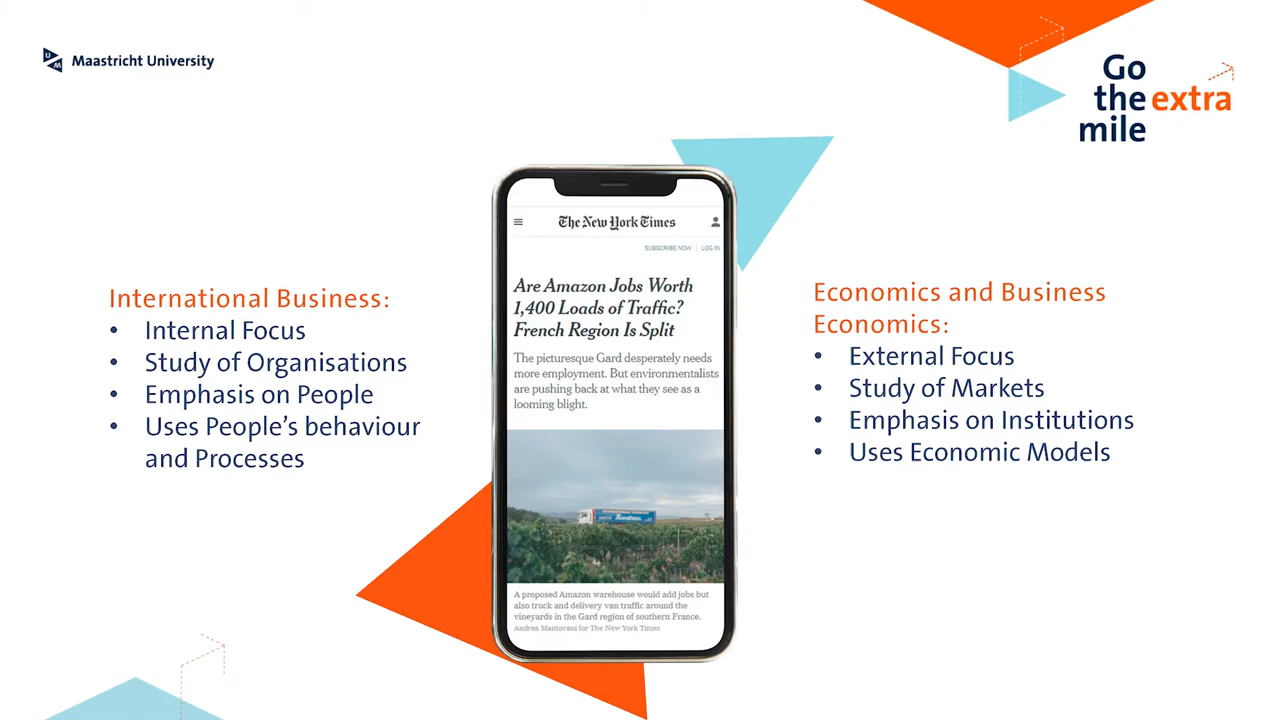 Maastricht University
Go
the extra
mile
International Business:
• Internal Focus
• Study of Organisations
• Emphasis on People
• Uses People's behaviour
and Processes
The New York Times
SUBSCRIBE NOW | LOG IN
Are Amazon Jobs Worth
1,400 Loads of Traffic?
French Region Is Split
The picturesque Gard desperately needs
more employment. But environmentalists
are pushing back at what they see as a
looming blight.
A proposed Amazon warehouse would add jobs but
also truck and delivery van traffic around the
vineyards in the Gard region of southern France.
Andrea Mantovani for The New York Times
Economics and Business
Economics:
• External Focus
• Study of Markets
• Emphasis on Institutions
• Uses Economic Models